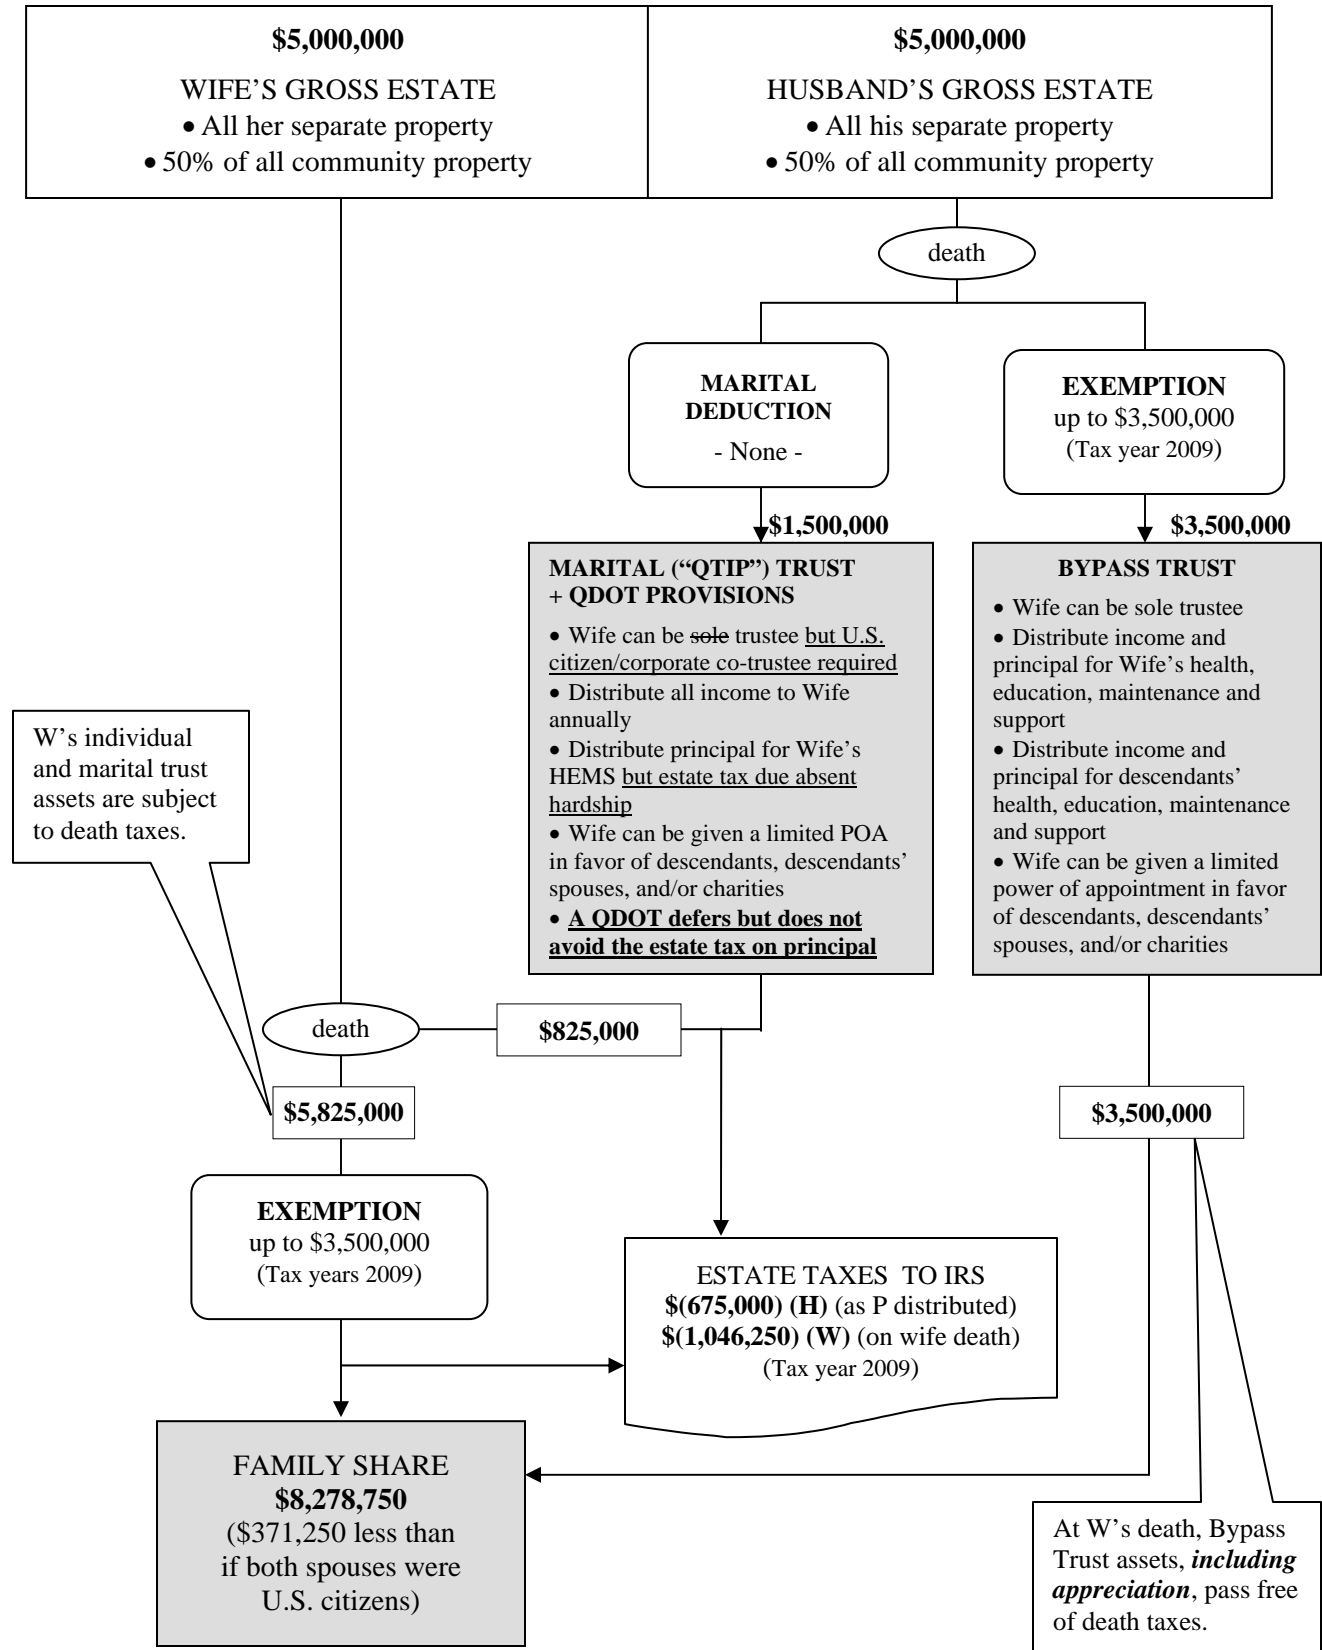 $5,000,000
WIFE’S GROSS ESTATE
• All her separate property
• 50% of all community property
$5,000,000
HUSBAND’S GROSS ESTATE
• All his separate property
• 50% of all community property
death
MARITAL
DEDUCTION
- None -
EXEMPTION
up to $3,500,000
(Tax year 2009)
$1,500,000
$3,500,000
MARITAL (“QTIP”) TRUST
+ QDOT PROVISIONS
• Wife can be sole trustee but U.S.
citizen/corporate co-trustee required
• Distribute all income to Wife
annually
• Distribute principal for Wife’s
HEMS but estate tax due absent
hardship
• Wife can be given a limited POA
in favor of descendants, descendants’
spouses, and/or charities
• A QDOT defers but does not
avoid the estate tax on principal
BYPASS TRUST
• Wife can be sole trustee
• Distribute income and
principal for Wife’s health,
education, maintenance and
support
• Distribute income and
principal for descendants’
health, education, maintenance
and support
• Wife can be given a limited
power of appointment in favor
of descendants, descendants’
spouses, and/or charities
W’s individual
and marital trust
assets are subject
to death taxes.
death
$825,000
$5,825,000
$3,500,000
EXEMPTION
up to $3,500,000
(Tax years 2009)
ESTATE TAXES TO IRS
$(675,000) (H) (as P distributed)
$(1,046,250) (W) (on wife death)
(Tax year 2009)
FAMILY SHARE
$8,278,750
($371,250 less than
if both spouses were
U.S. citizens)
At W’s death, Bypass
Trust assets, including
appreciation, pass free
of death taxes.